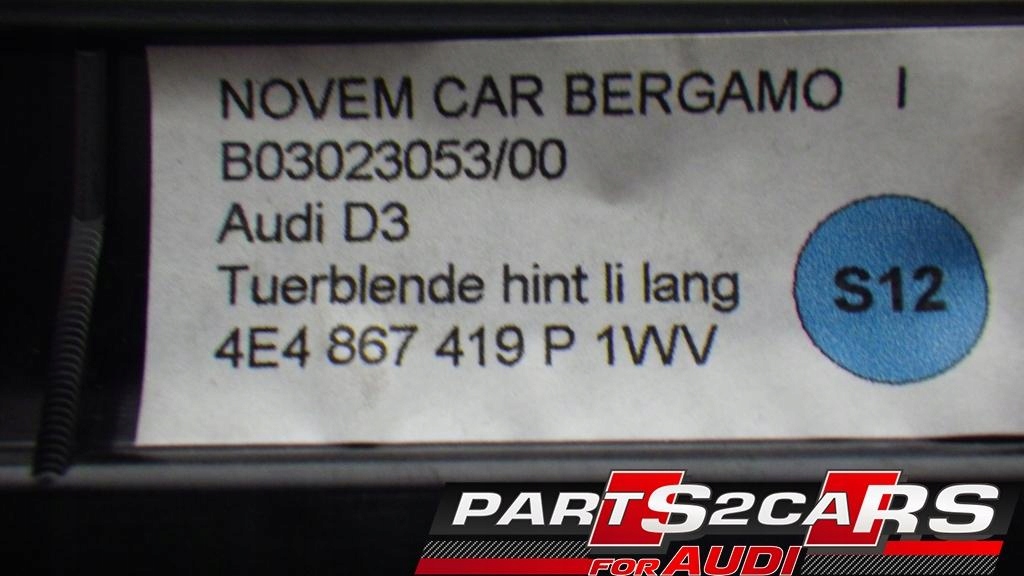 NOVEM CAR BERGAMO I
B03023053/00
Audi D3
Tuerblende hint li lang
4E4 867 419 P 1WV
S12
PARTS2CARS
FOR AUDI